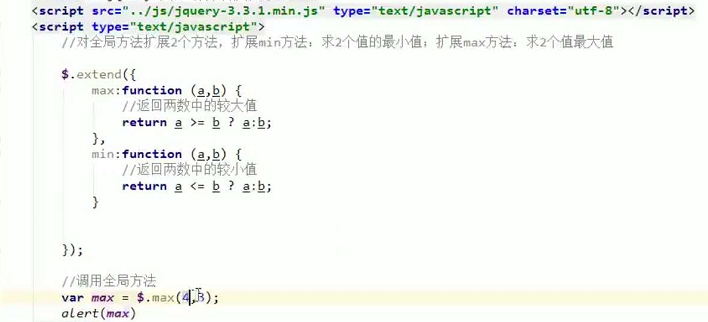 <script src="../js/jquery-3.3.1.min.js" type="text/javascript" charset="utf-8"></script>
<script type="text/javascript">
//对全局方法扩展2个方法，扩展min方法：求2个值的最小值；扩展max方法：求2个值最大值
$.extend({
max:function (a,b) {
//返回两数中的较大值
return a >= b ? a:b;
},
min:function (a,b) {
//返回两数中的较小值
return a <= b ? a:b;
}
});
//调用全局方法
var max = $.max(4,3);
alert(max)